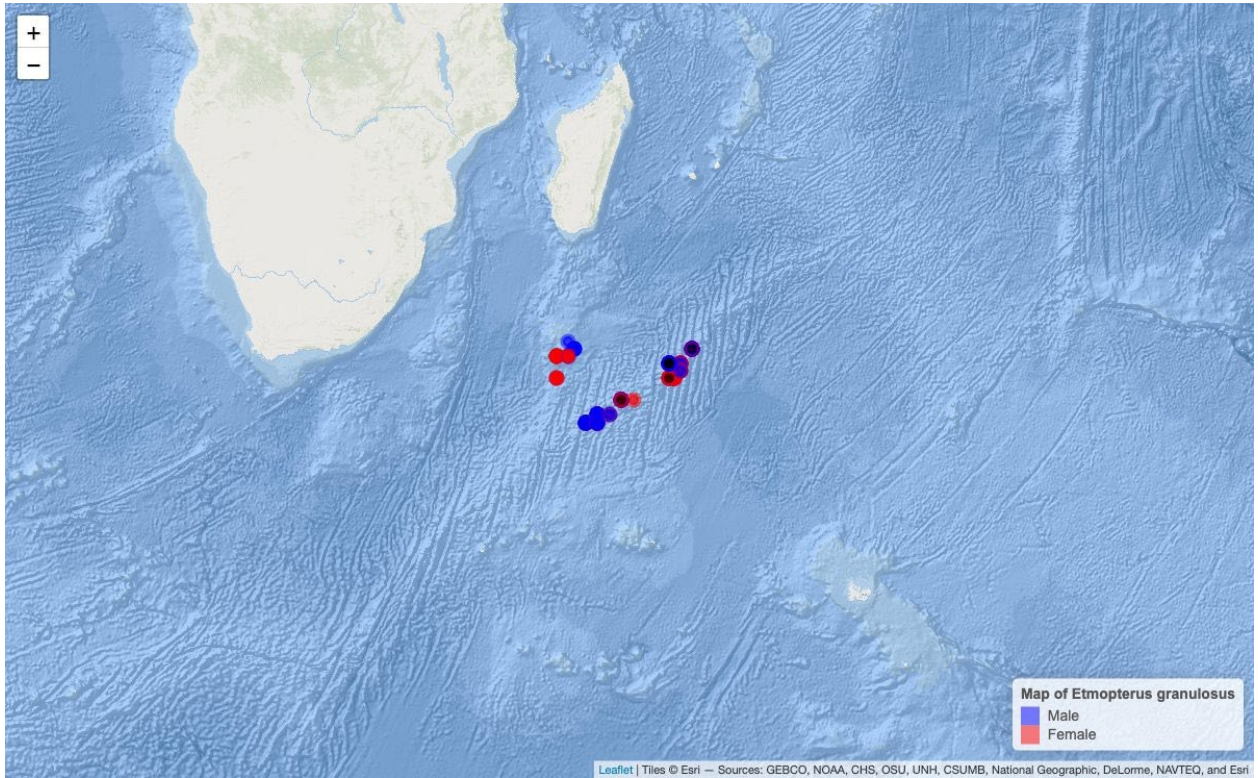 +
−
Map of Etmopterus granulosus
Male
Female
Leaflet | Tiles © Esri — Sources: GEBCO, NOAA, CHS, OSU, UNH, CSUMB, National Geographic, DeLorme, NAVTEQ, and Esri